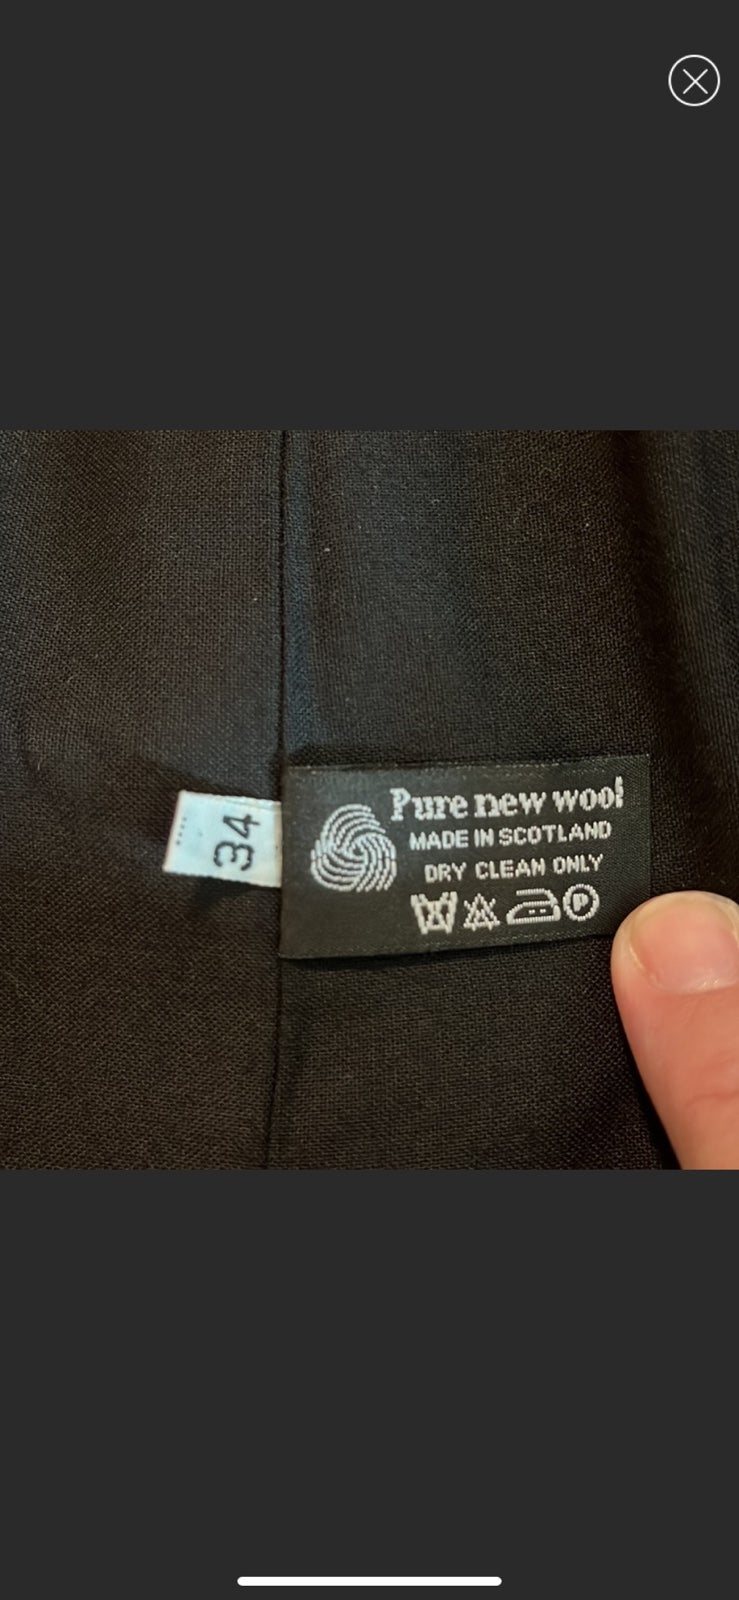 Pure new wool
MADE IN SCOTLAND
DRY CLEAN ONLY
P
34